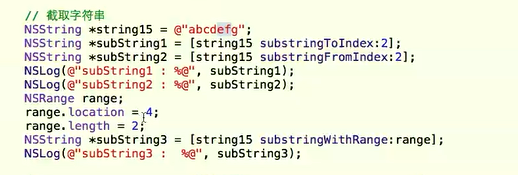 // 截取字符串
NSString *string15 = @"abcdefg";
NSString *subString1 = [string15 substringToIndex:2];
NSString *subString2 = [string15 substringFromIndex:2];
NSLog(@"subString1 : %@", subString1);
NSLog(@"subString2 : %@", subString2);
NSRange range;
range.location = 4;
range.length = 2;
NSString *subString3 = [string15 substringWithRange:range];
NSLog(@"subString3 :  %@", subString3);